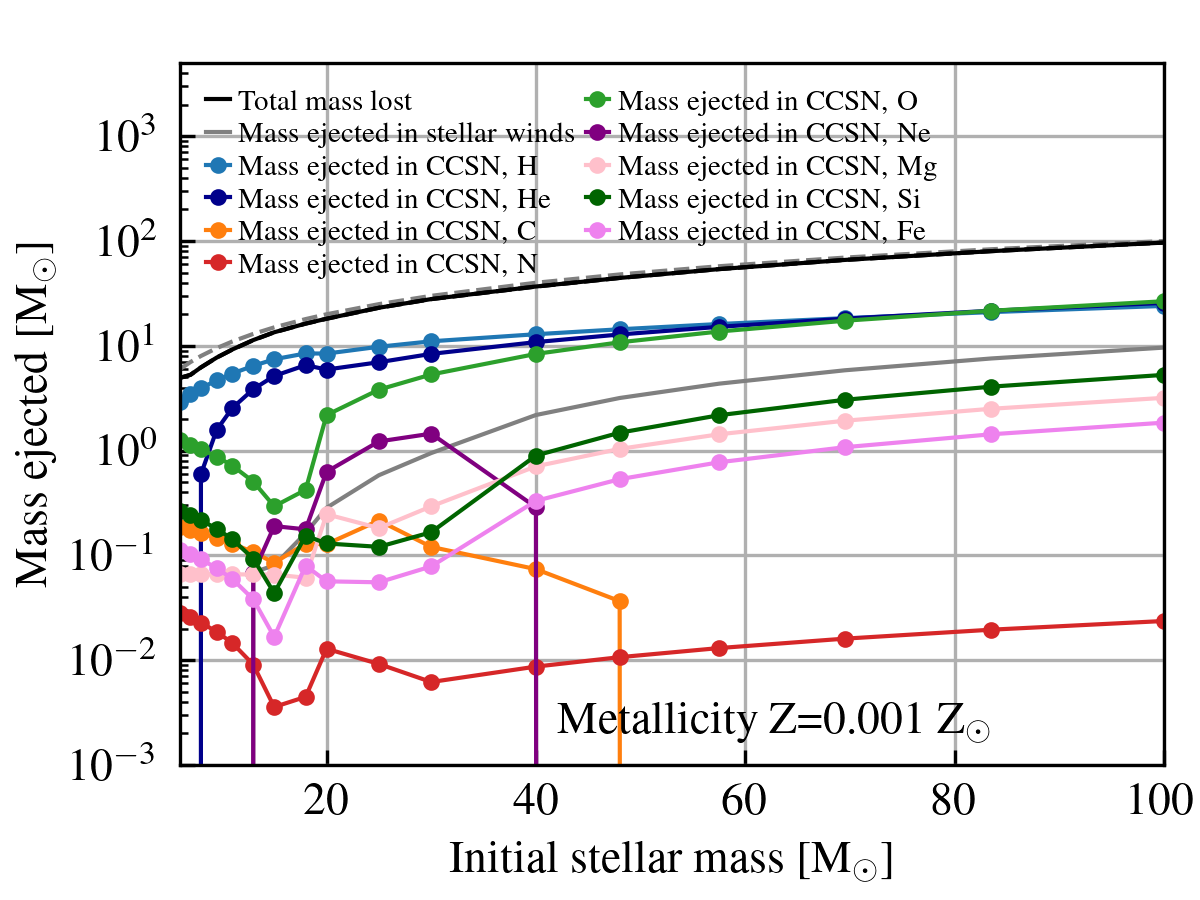 Total mass lost
Mass ejected in stellar winds
Mass ejected in CCSN, H
Mass ejected in CCSN, He
Mass ejected in CCSN, C
Mass ejected in CCSN, N
Mass ejected in CCSN, O
Mass ejected in CCSN, Ne
Mass ejected in CCSN, Mg
Mass ejected in CCSN, Si
Mass ejected in CCSN, Fe
10³
10²
10¹
10⁰
10⁻¹
10⁻²
10⁻³
Mass ejected [M☉]
Metallicity Z=0.001 Z☉
20 40 60 80 100
Initial stellar mass [M☉]